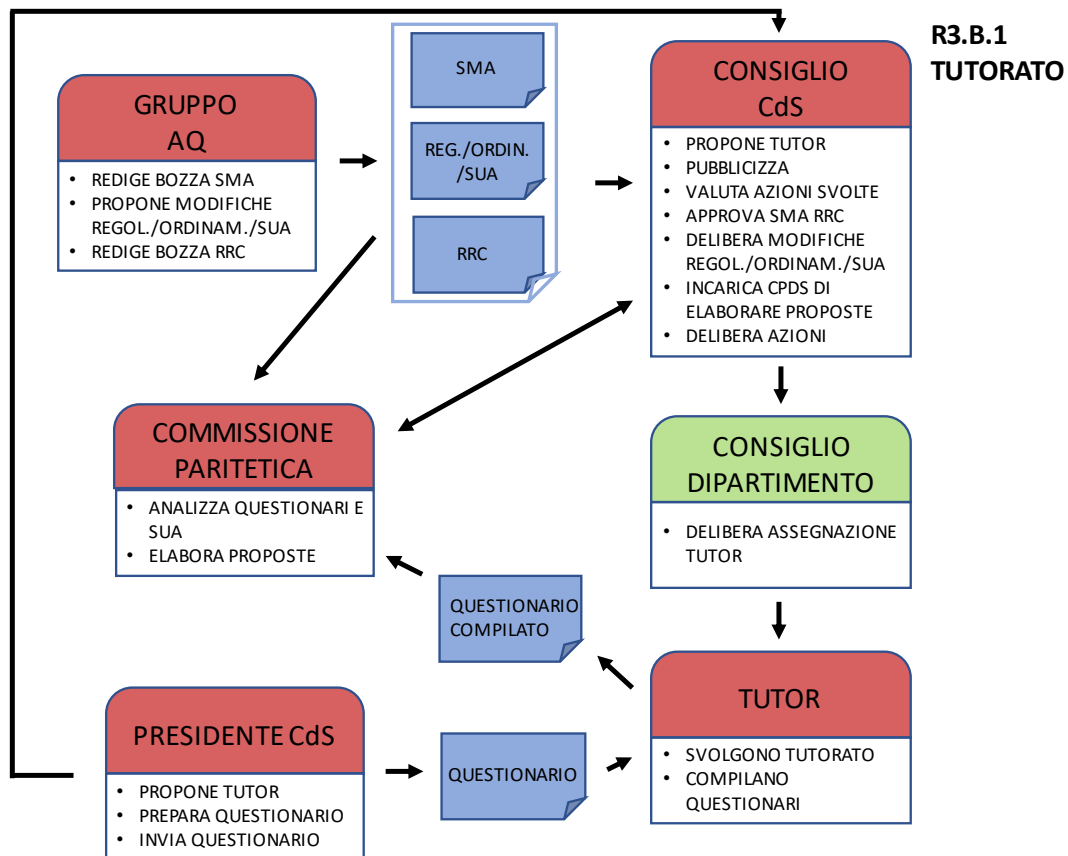 R3.B.1
TUTORATO
GRUPPO
AQ
• REDIGE BOZZA SMA
• PROPONE MODIFICHE
REGOL./ORDINAM./SUA
• REDIGE BOZZA RRC
SMA
REG./ORDIN.
/SUA
RRC
CONSIGLIO
CdS
• PROPONE TUTOR
• PUBBLICIZZA
• VALUTA AZIONI SVOLTE
• APPROVA SMA RRC
• DELIBERA MODIFICHE
REGOL./ORDINAM./SUA
• INCARICA CPDS DI
ELABORARE PROPOSTE
• DELIBERA AZIONI
COMMISSIONE
PARITETICA
• ANALIZZA QUESTIONARI E
SUA
• ELABORA PROPOSTE
CONSIGLIO
DIPARTIMENTO
• DELIBERA ASSEGNAZIONE
TUTOR
QUESTIONARIO
COMPILATO
TUTOR
• SVOLGONO TUTORATO
• COMPILANO
QUESTIONARI
PRESIDENTE CdS
• PROPONE TUTOR
• PREPARA QUESTIONARIO
• INVIA QUESTIONARIO
QUESTIONARIO